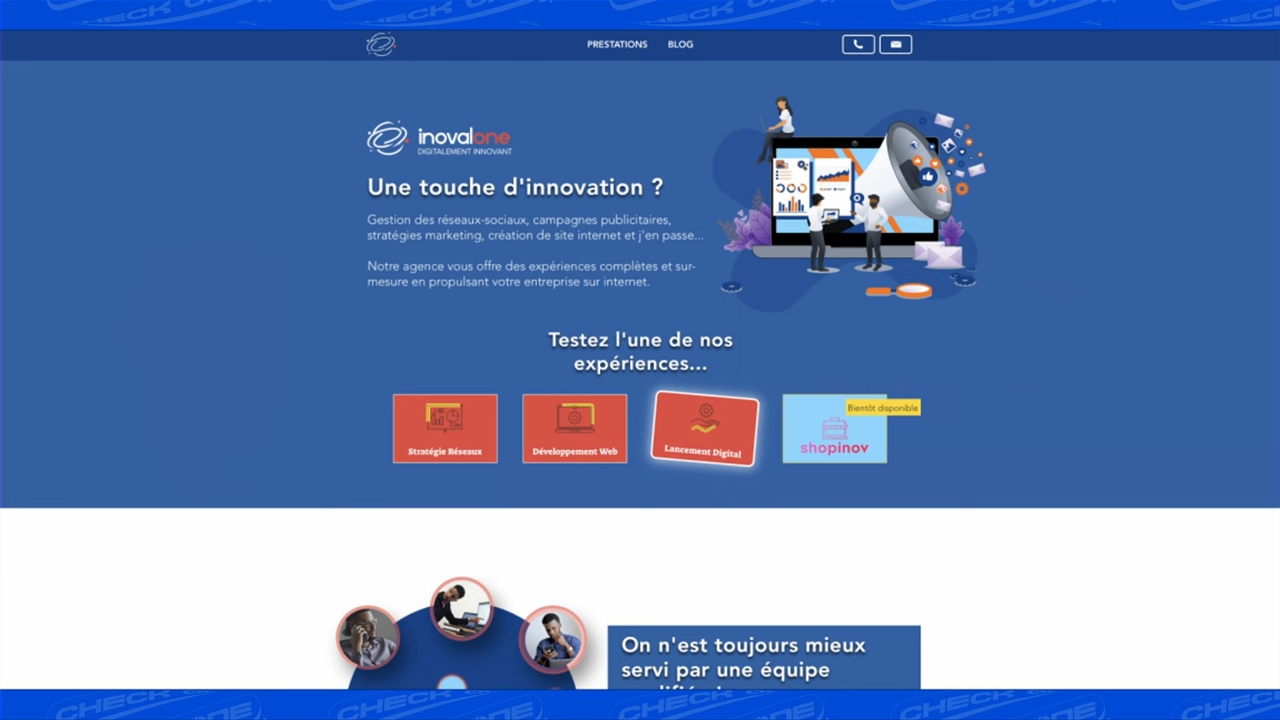 CHECK
PRESTATIONS BLOG
inovalone
DIGITALEMENT INNOVANT
Une touche d'innovation ?
Gestion des réseaux-sociaux, campagnes publicitaires,
stratégies marketing, création de site internet et j'en passe...
Notre agence vous offre des expériences complètes et sur-
mesure en propulsant votre entreprise sur internet.
Testez l'une de nos
expériences...
Stratégie Réseaux
Développement Web
Lancement Digital
Bientôt disponible
shopinov
On n'est toujours mieux
servi par une équipe
CHECK